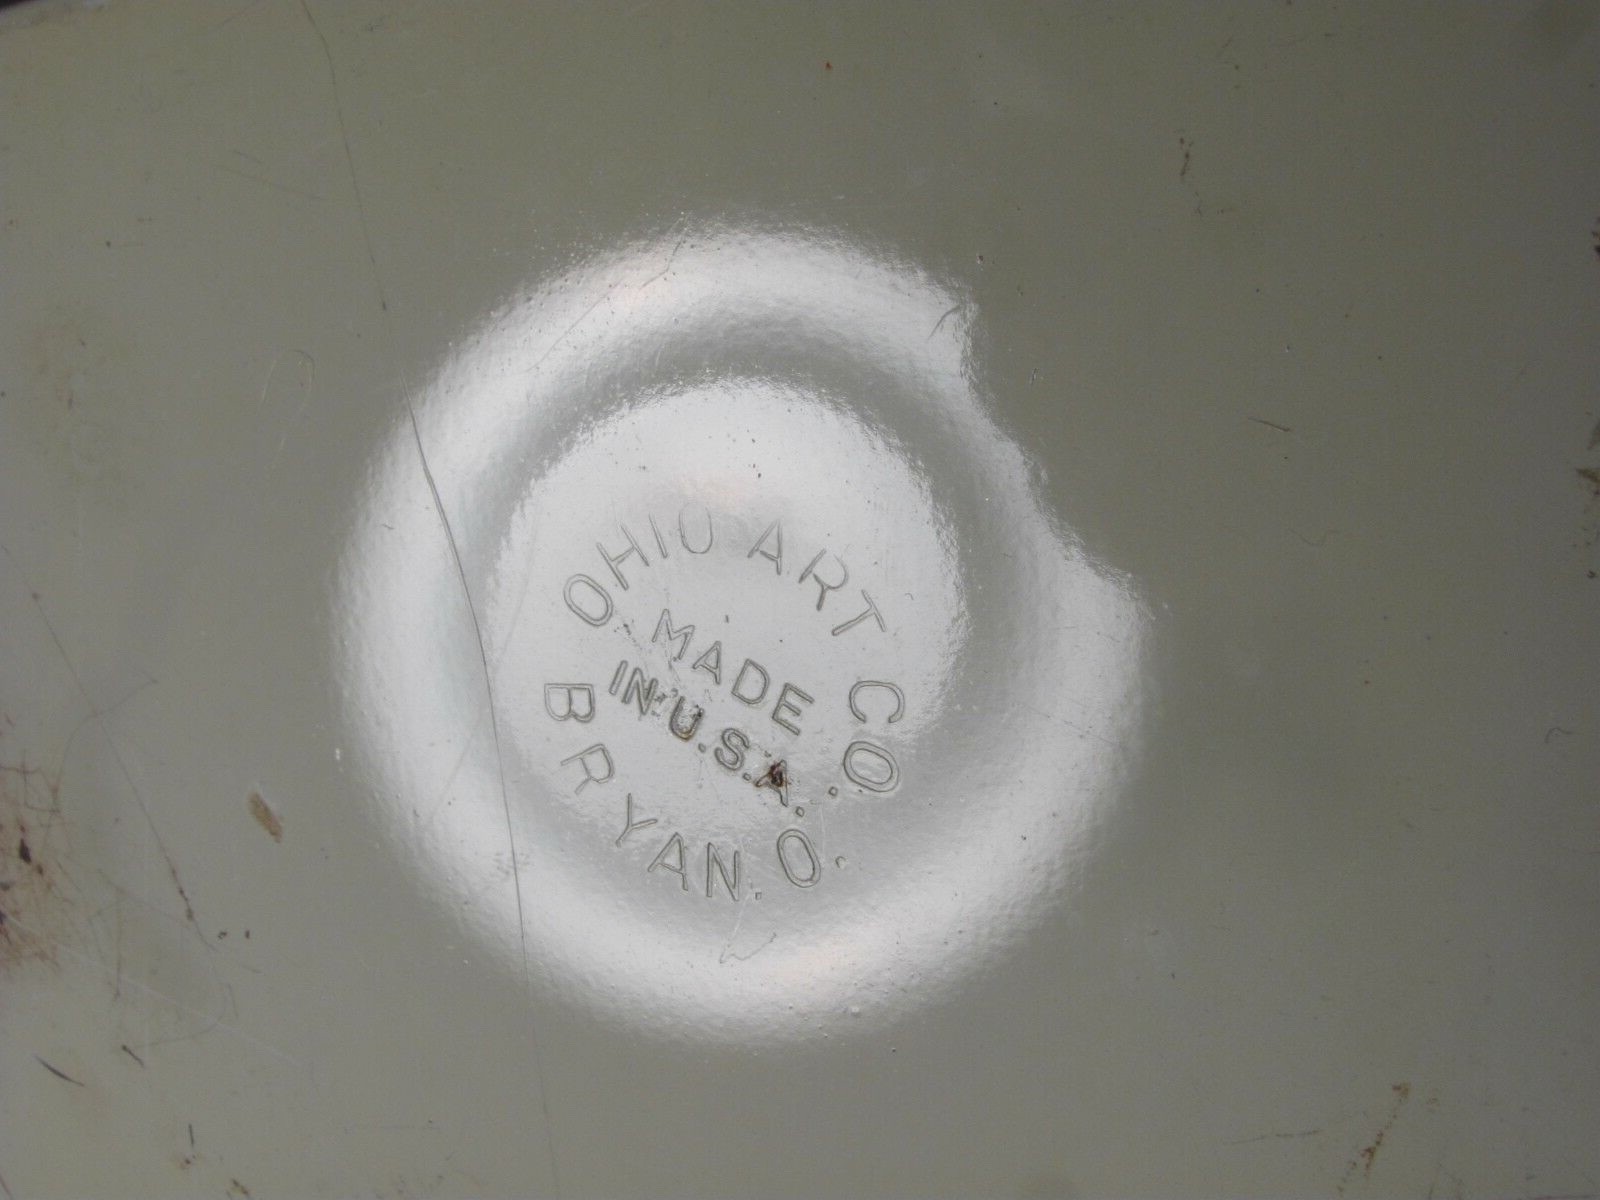 OHIO ART CO.
MADE
IN U.S.A.
BRYAN. O.